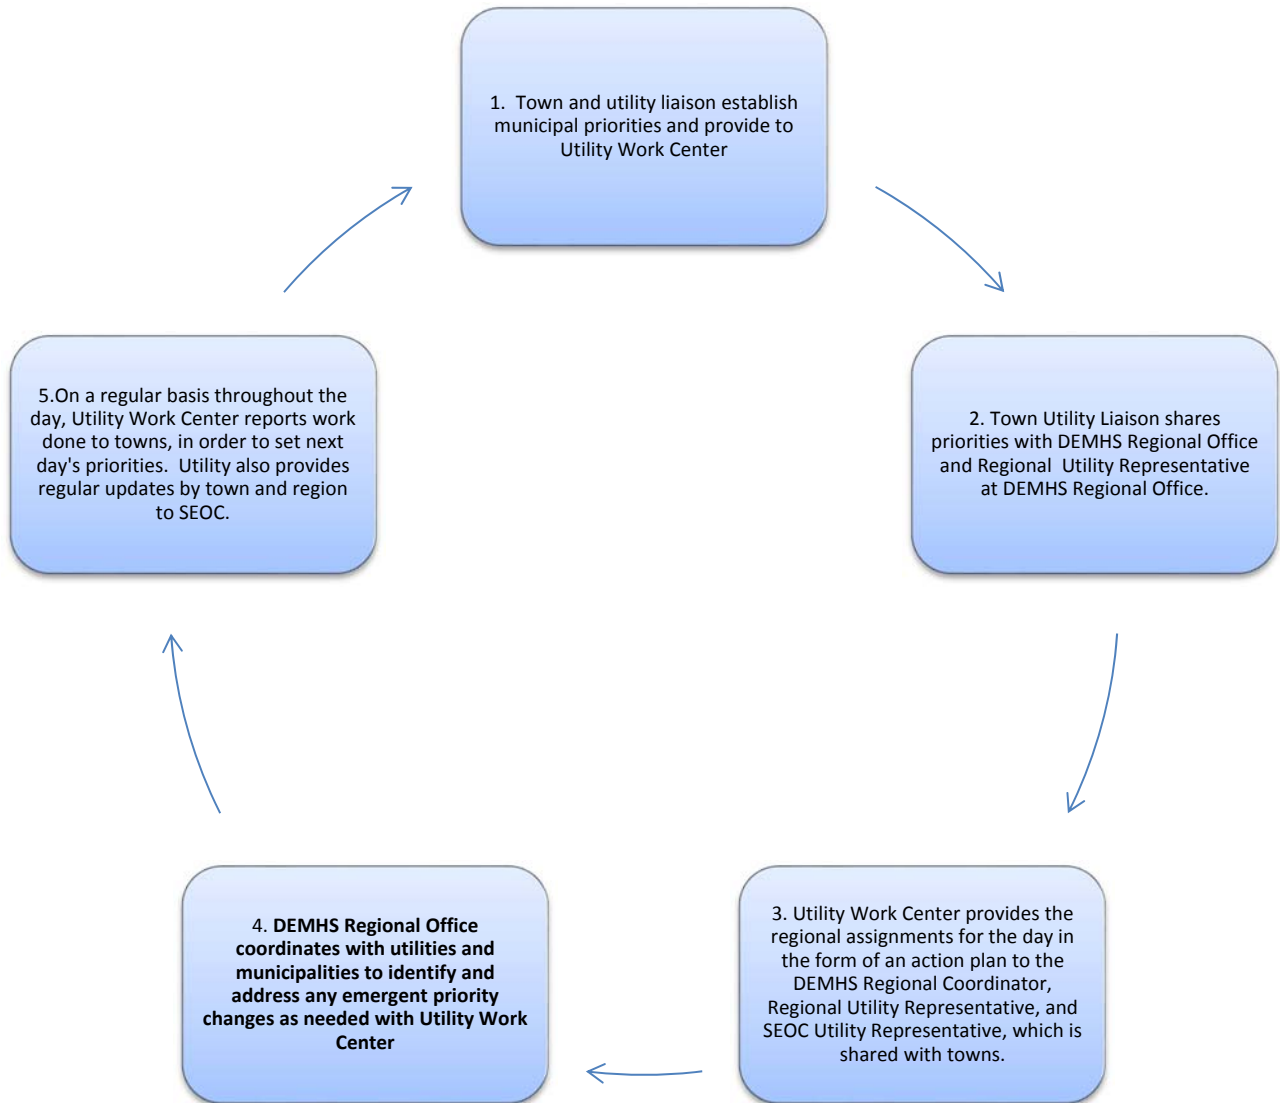 1.  Town and utility liaison establish
municipal priorities and provide to
Utility Work Center
2. Town Utility Liaison shares
priorities with DEMHS Regional Office
and Regional  Utility Representative
at DEMHS Regional Office.
3. Utility Work Center provides the
regional assignments for the day in
the form of an action plan to the
DEMHS Regional Coordinator,
Regional Utility Representative, and
SEOC Utility Representative, which is
shared with towns.
4. DEMHS Regional Office
coordinates with utilities and
municipalities to identify and
address any emergent priority
changes as needed with Utility Work
Center
5.On a regular basis throughout the
day, Utility Work Center reports work
done to towns, in order to set next
day's priorities.  Utility also provides
regular updates by town and region
to SEOC.